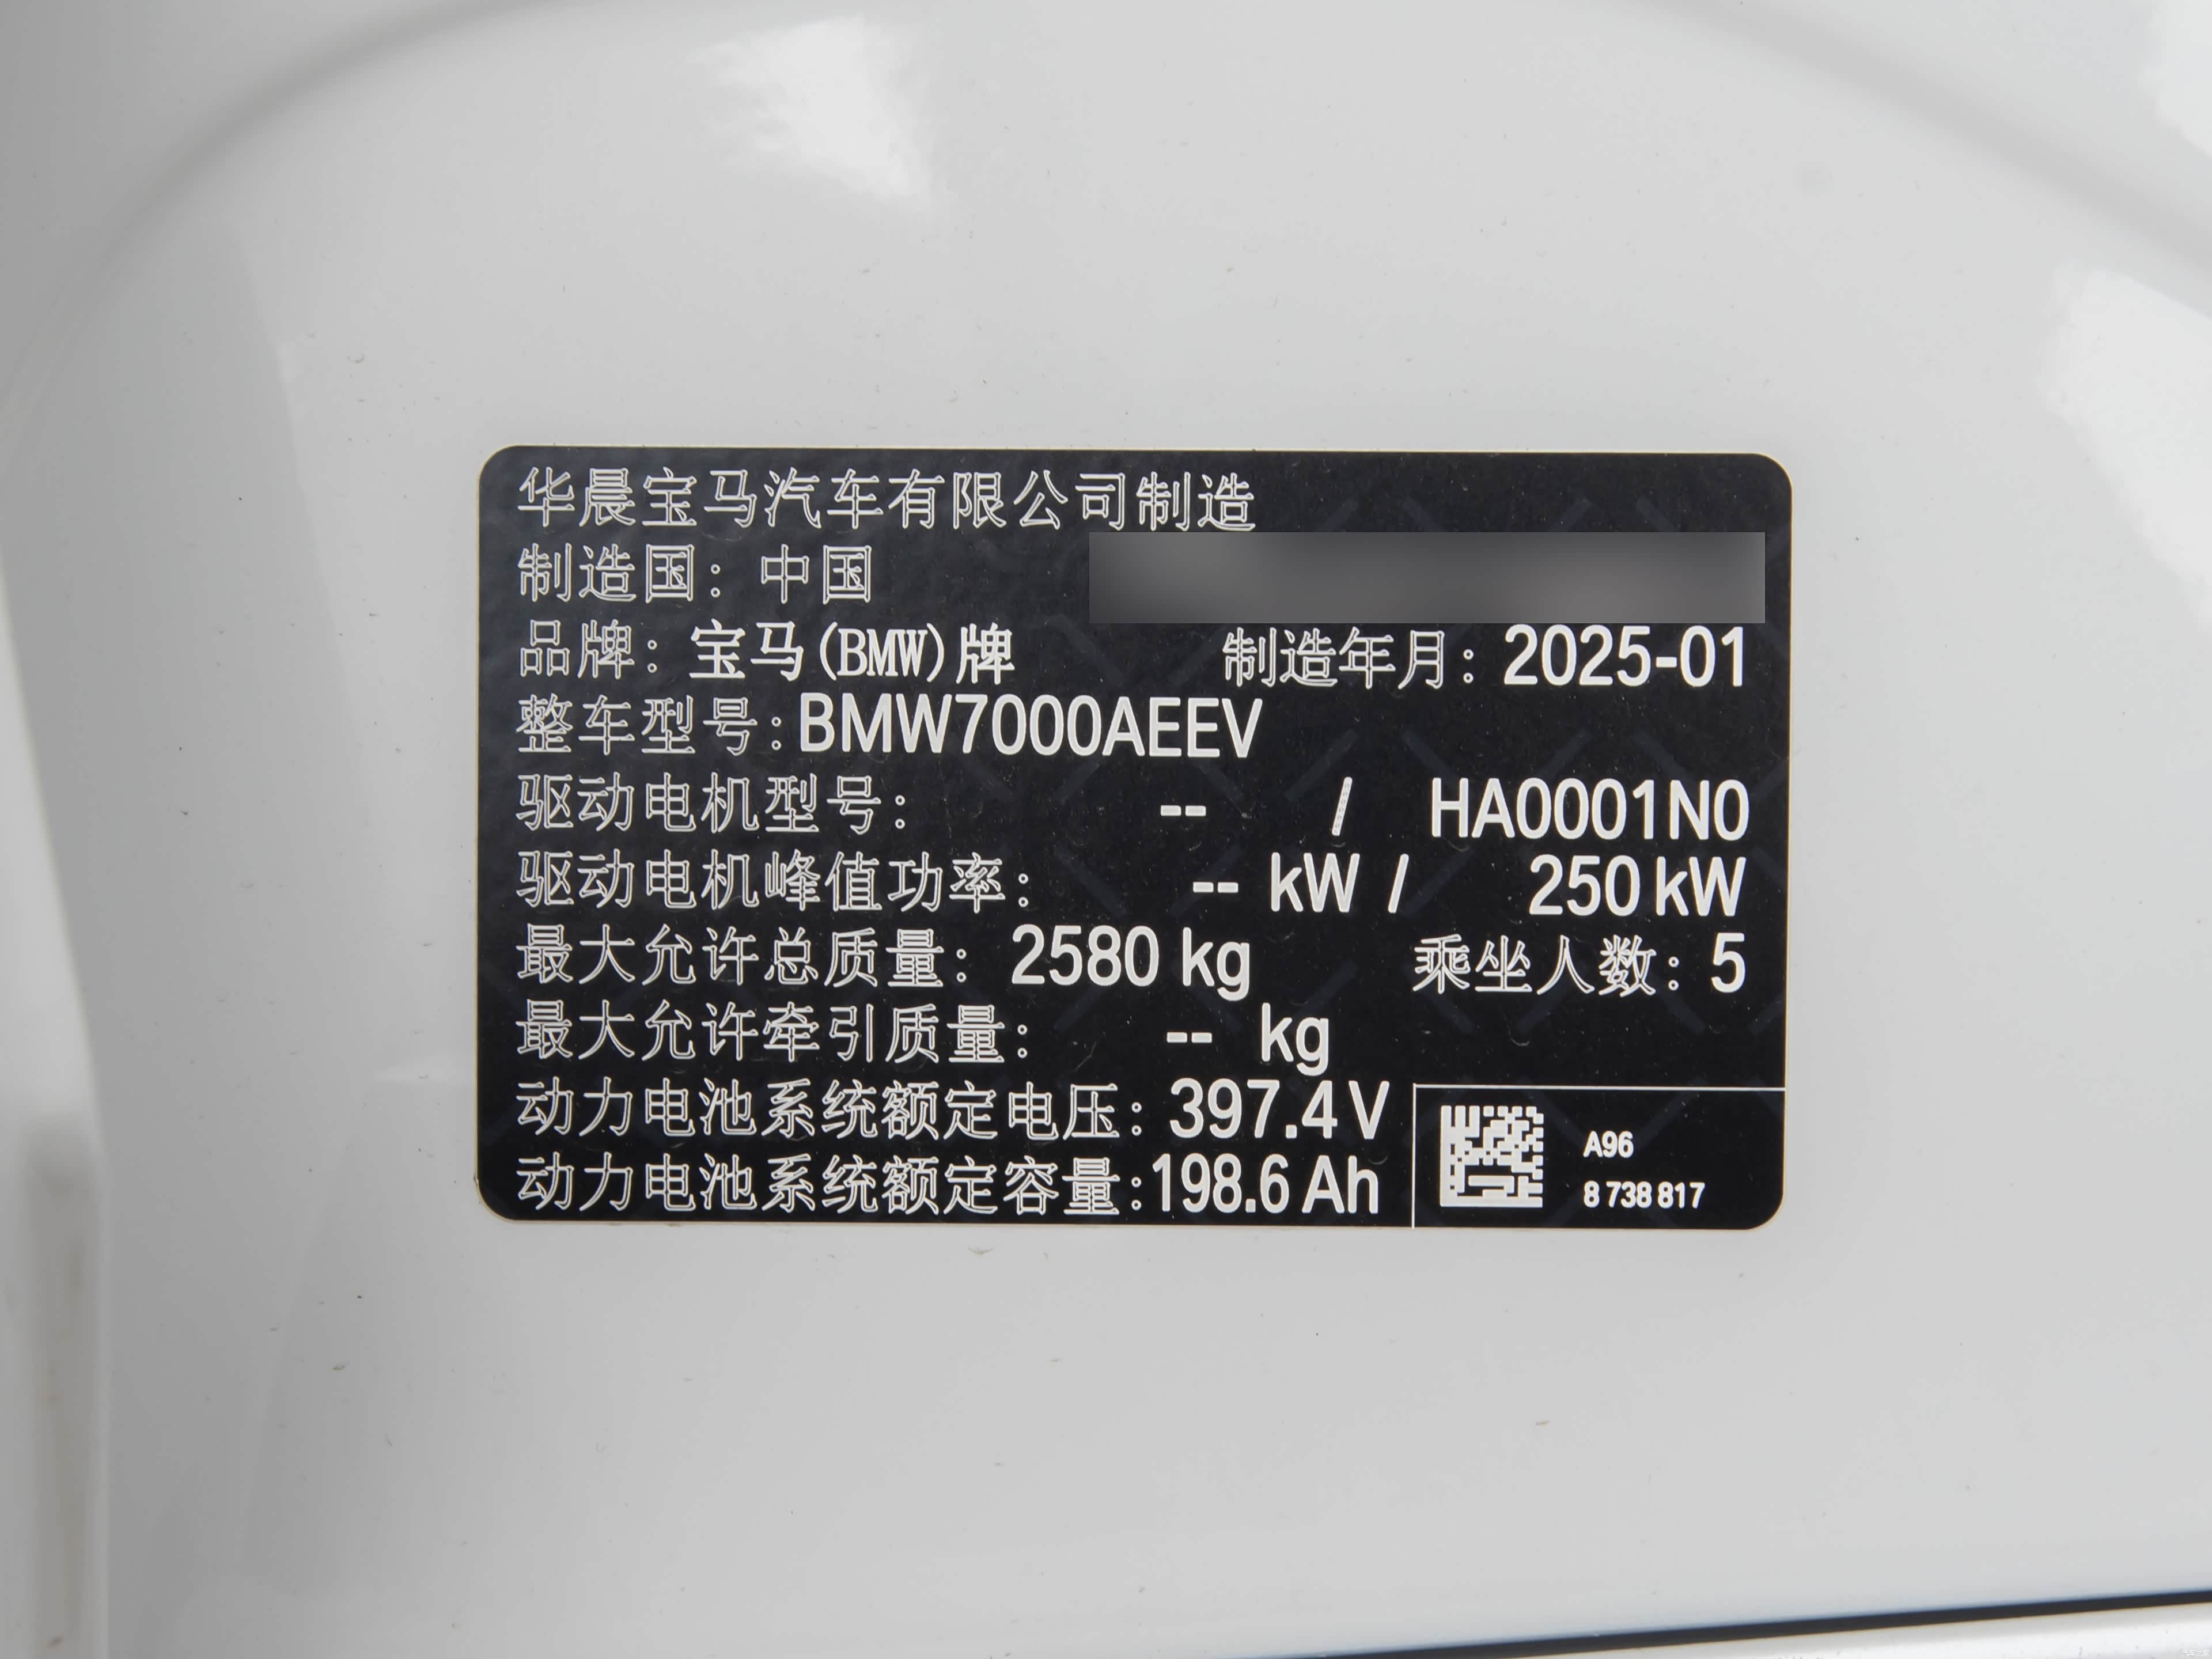 华晨宝马汽车有限公司制造
制造国：中国
品牌：宝马(BMW)牌 制造年月：2025-01
整车型号：BMW7000AEEV
驱动电机型号： -- / HA0001N0
驱动电机峰值功率： -- kW / 250 kW
最大允许总质量：2580 kg 乘坐人数：5
最大允许牵引质量： -- kg
动力电池系统额定电压：397.4 V
动力电池系统额定容量：198.6 Ah
A96
8 738 817